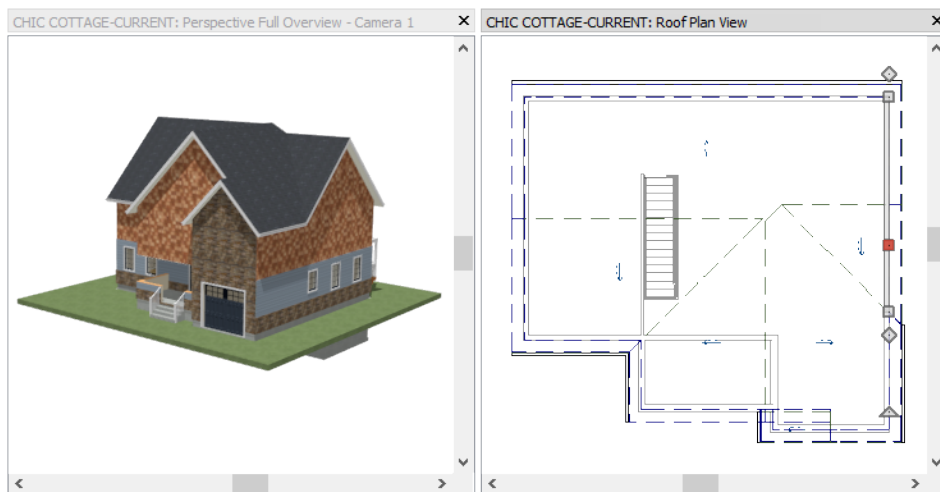 CHIC COTTAGE-CURRENT: Perspective Full Overview - Camera 1
CHIC COTTAGE-CURRENT: Roof Plan View